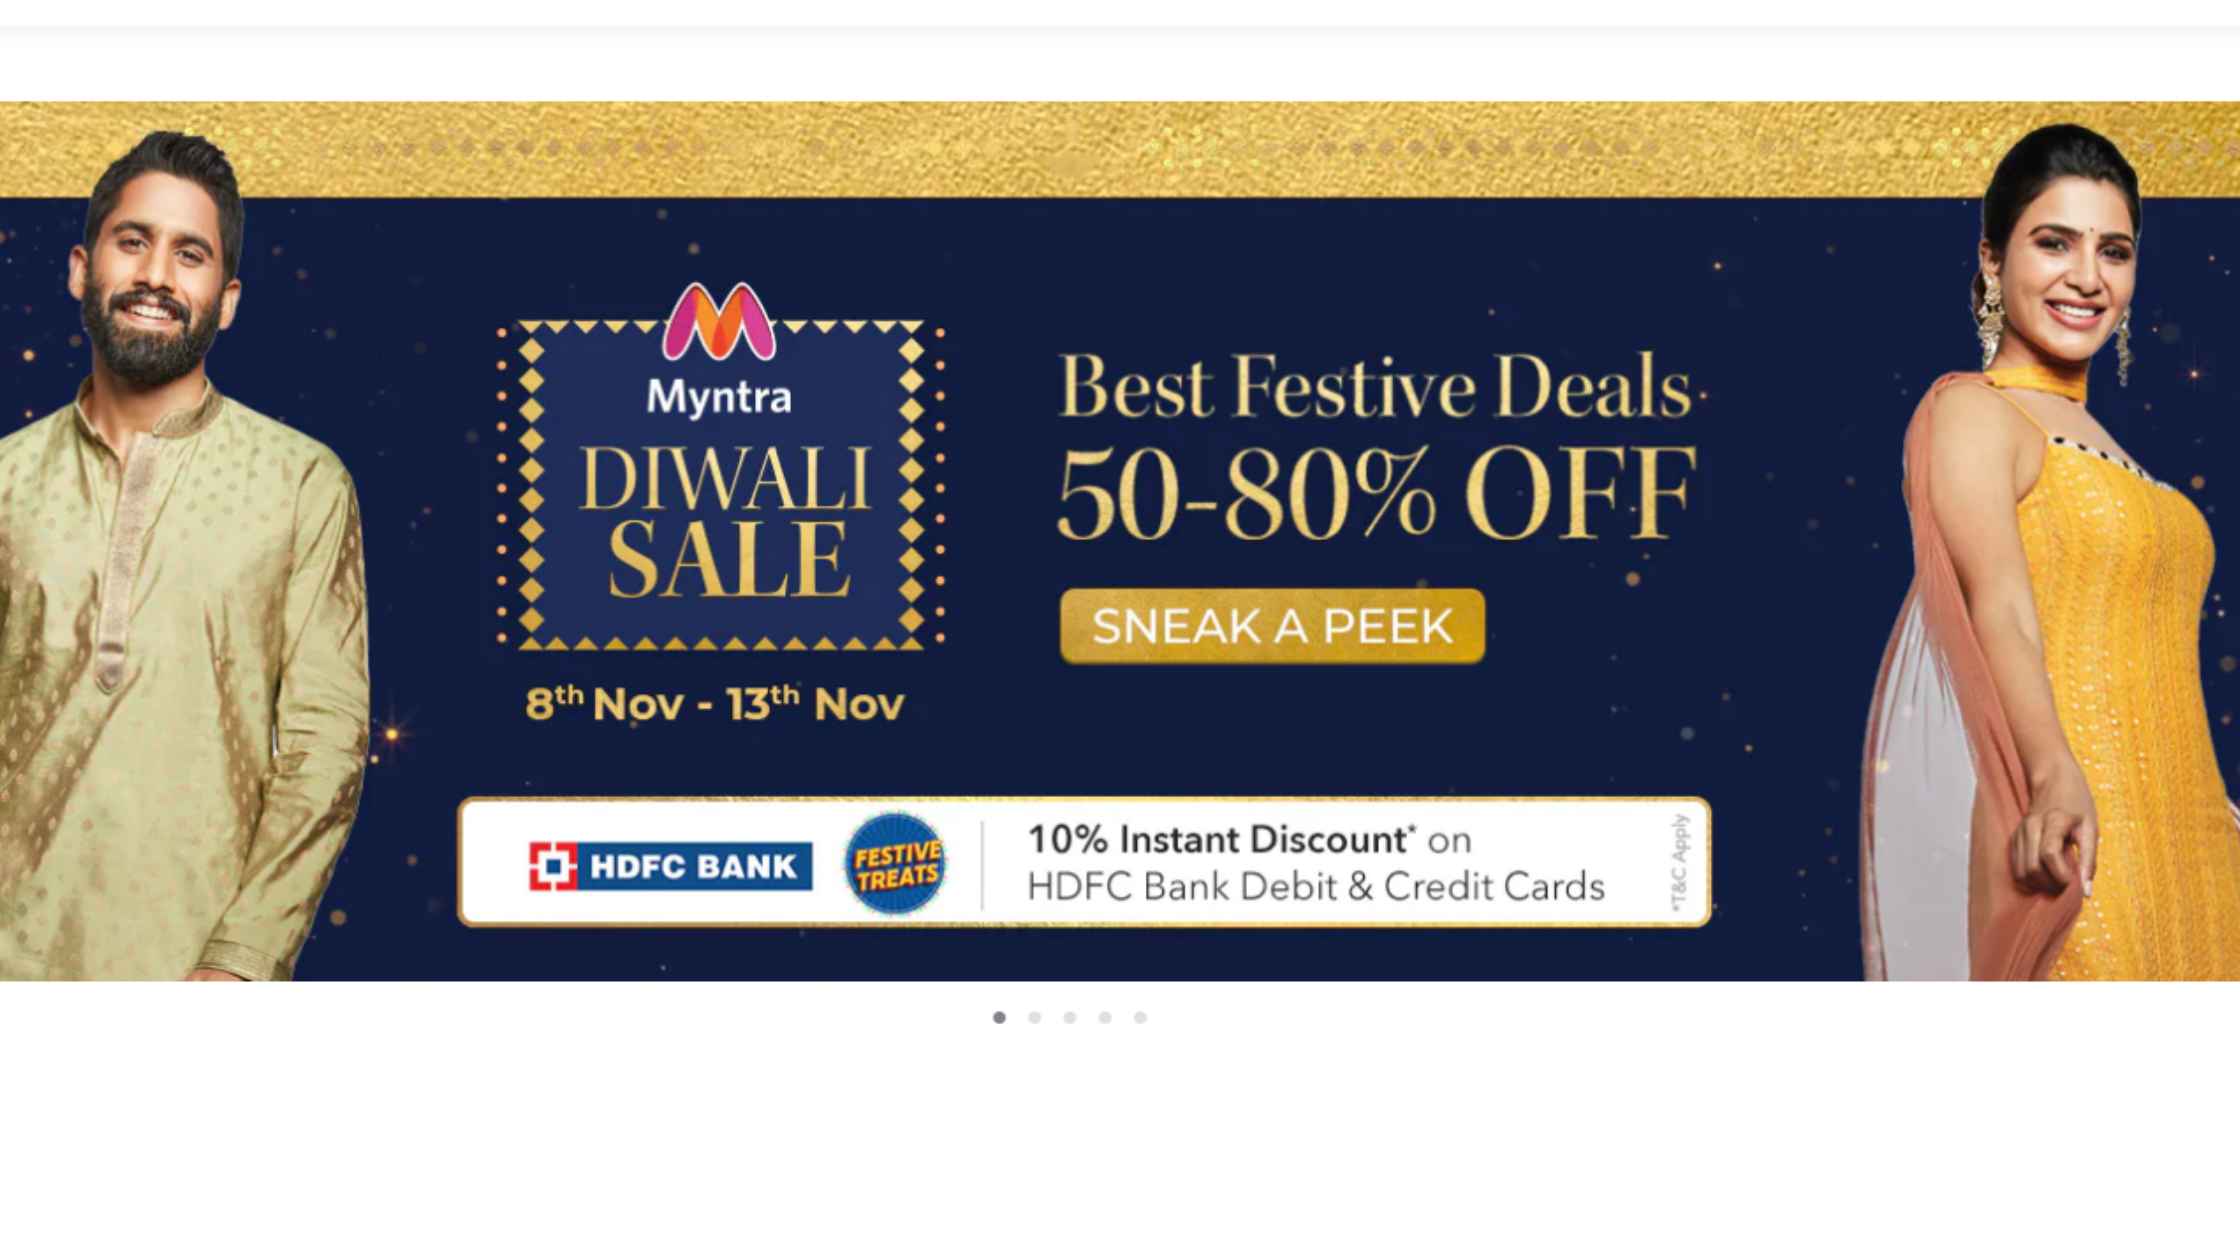 Myntra
DIWALI
SALE
8th Nov - 13th Nov
Best Festive Deals
50-80% OFF
SNEAK A PEEK
HDFC BANK
FESTIVE
TREATS
10% Instant Discount* on
HDFC Bank Debit & Credit Cards
*T&C Apply